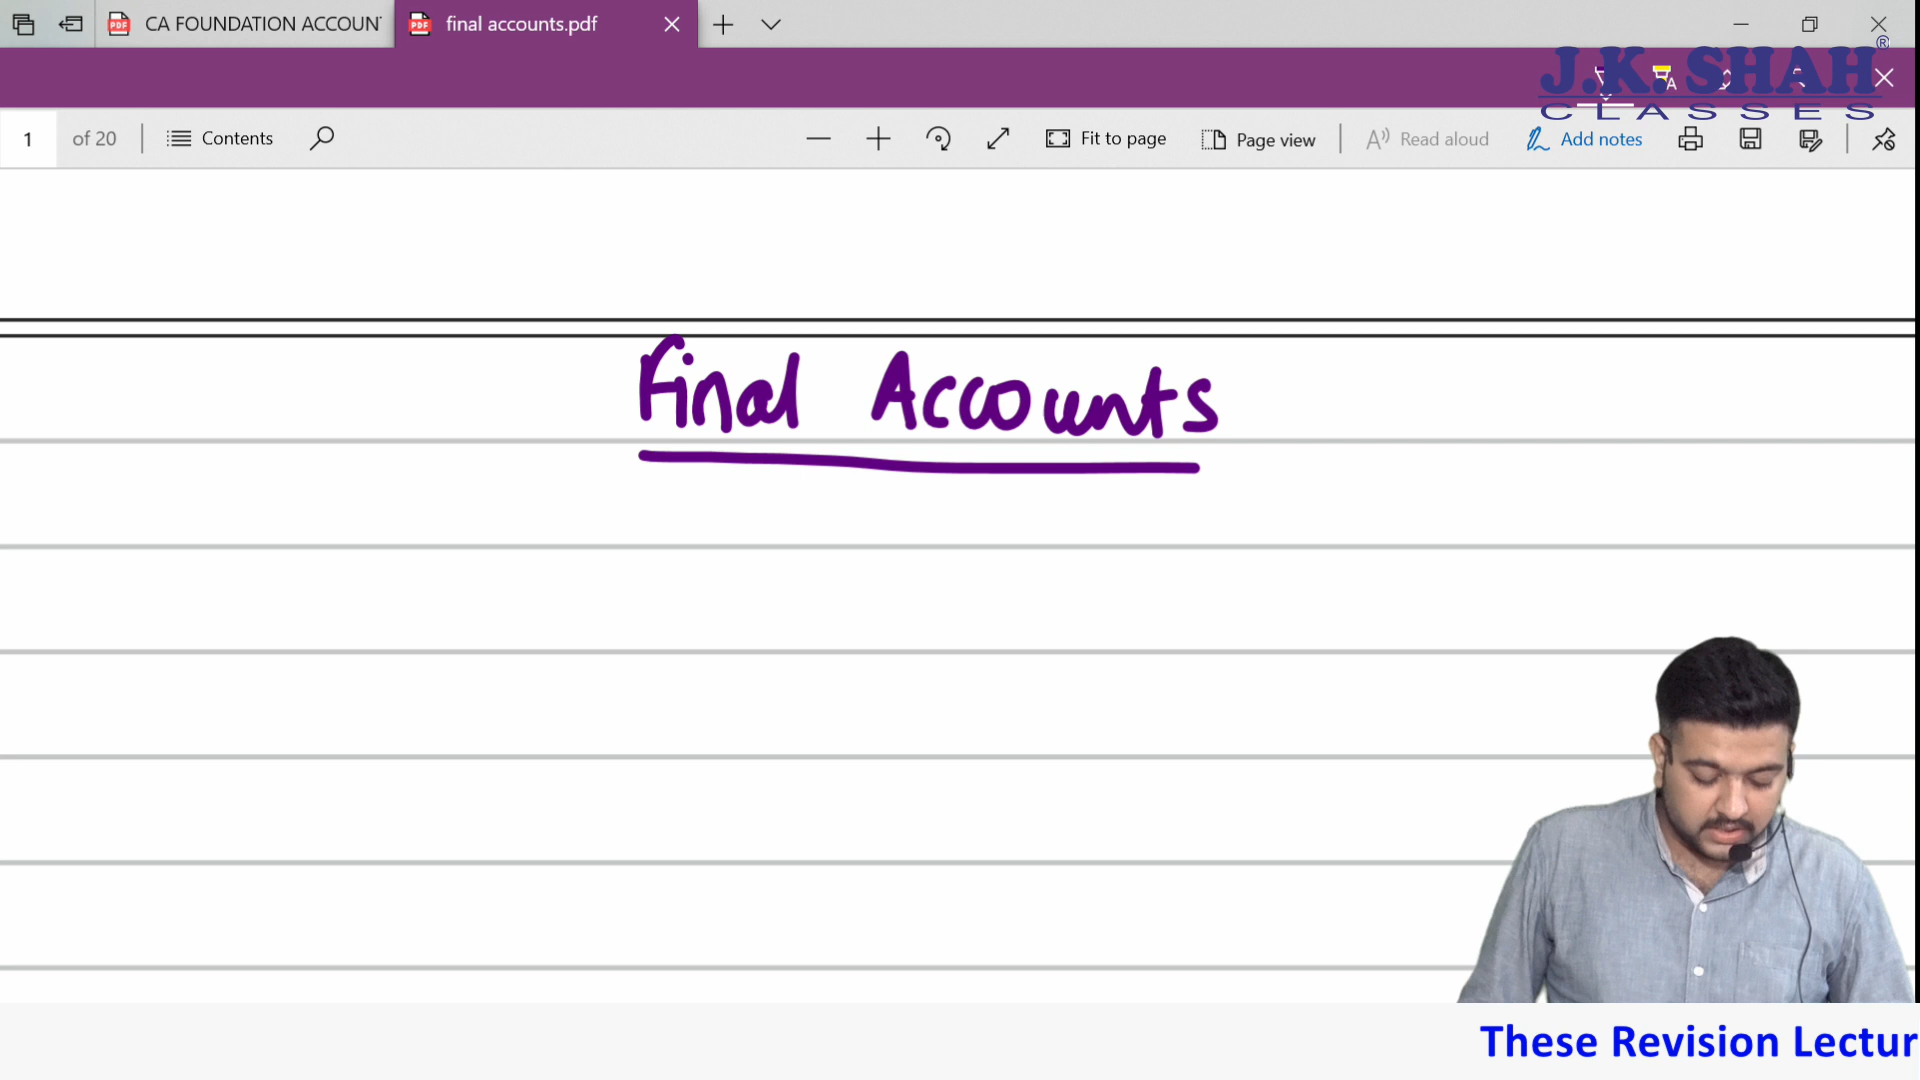 CA FOUNDATION ACCOUN
final accounts.pdf
J.K. SHAH®
CLASSES
1 of 20
Contents
Fit to page
Page view
Read aloud
Add notes
Final Accounts
These Revision Lectur